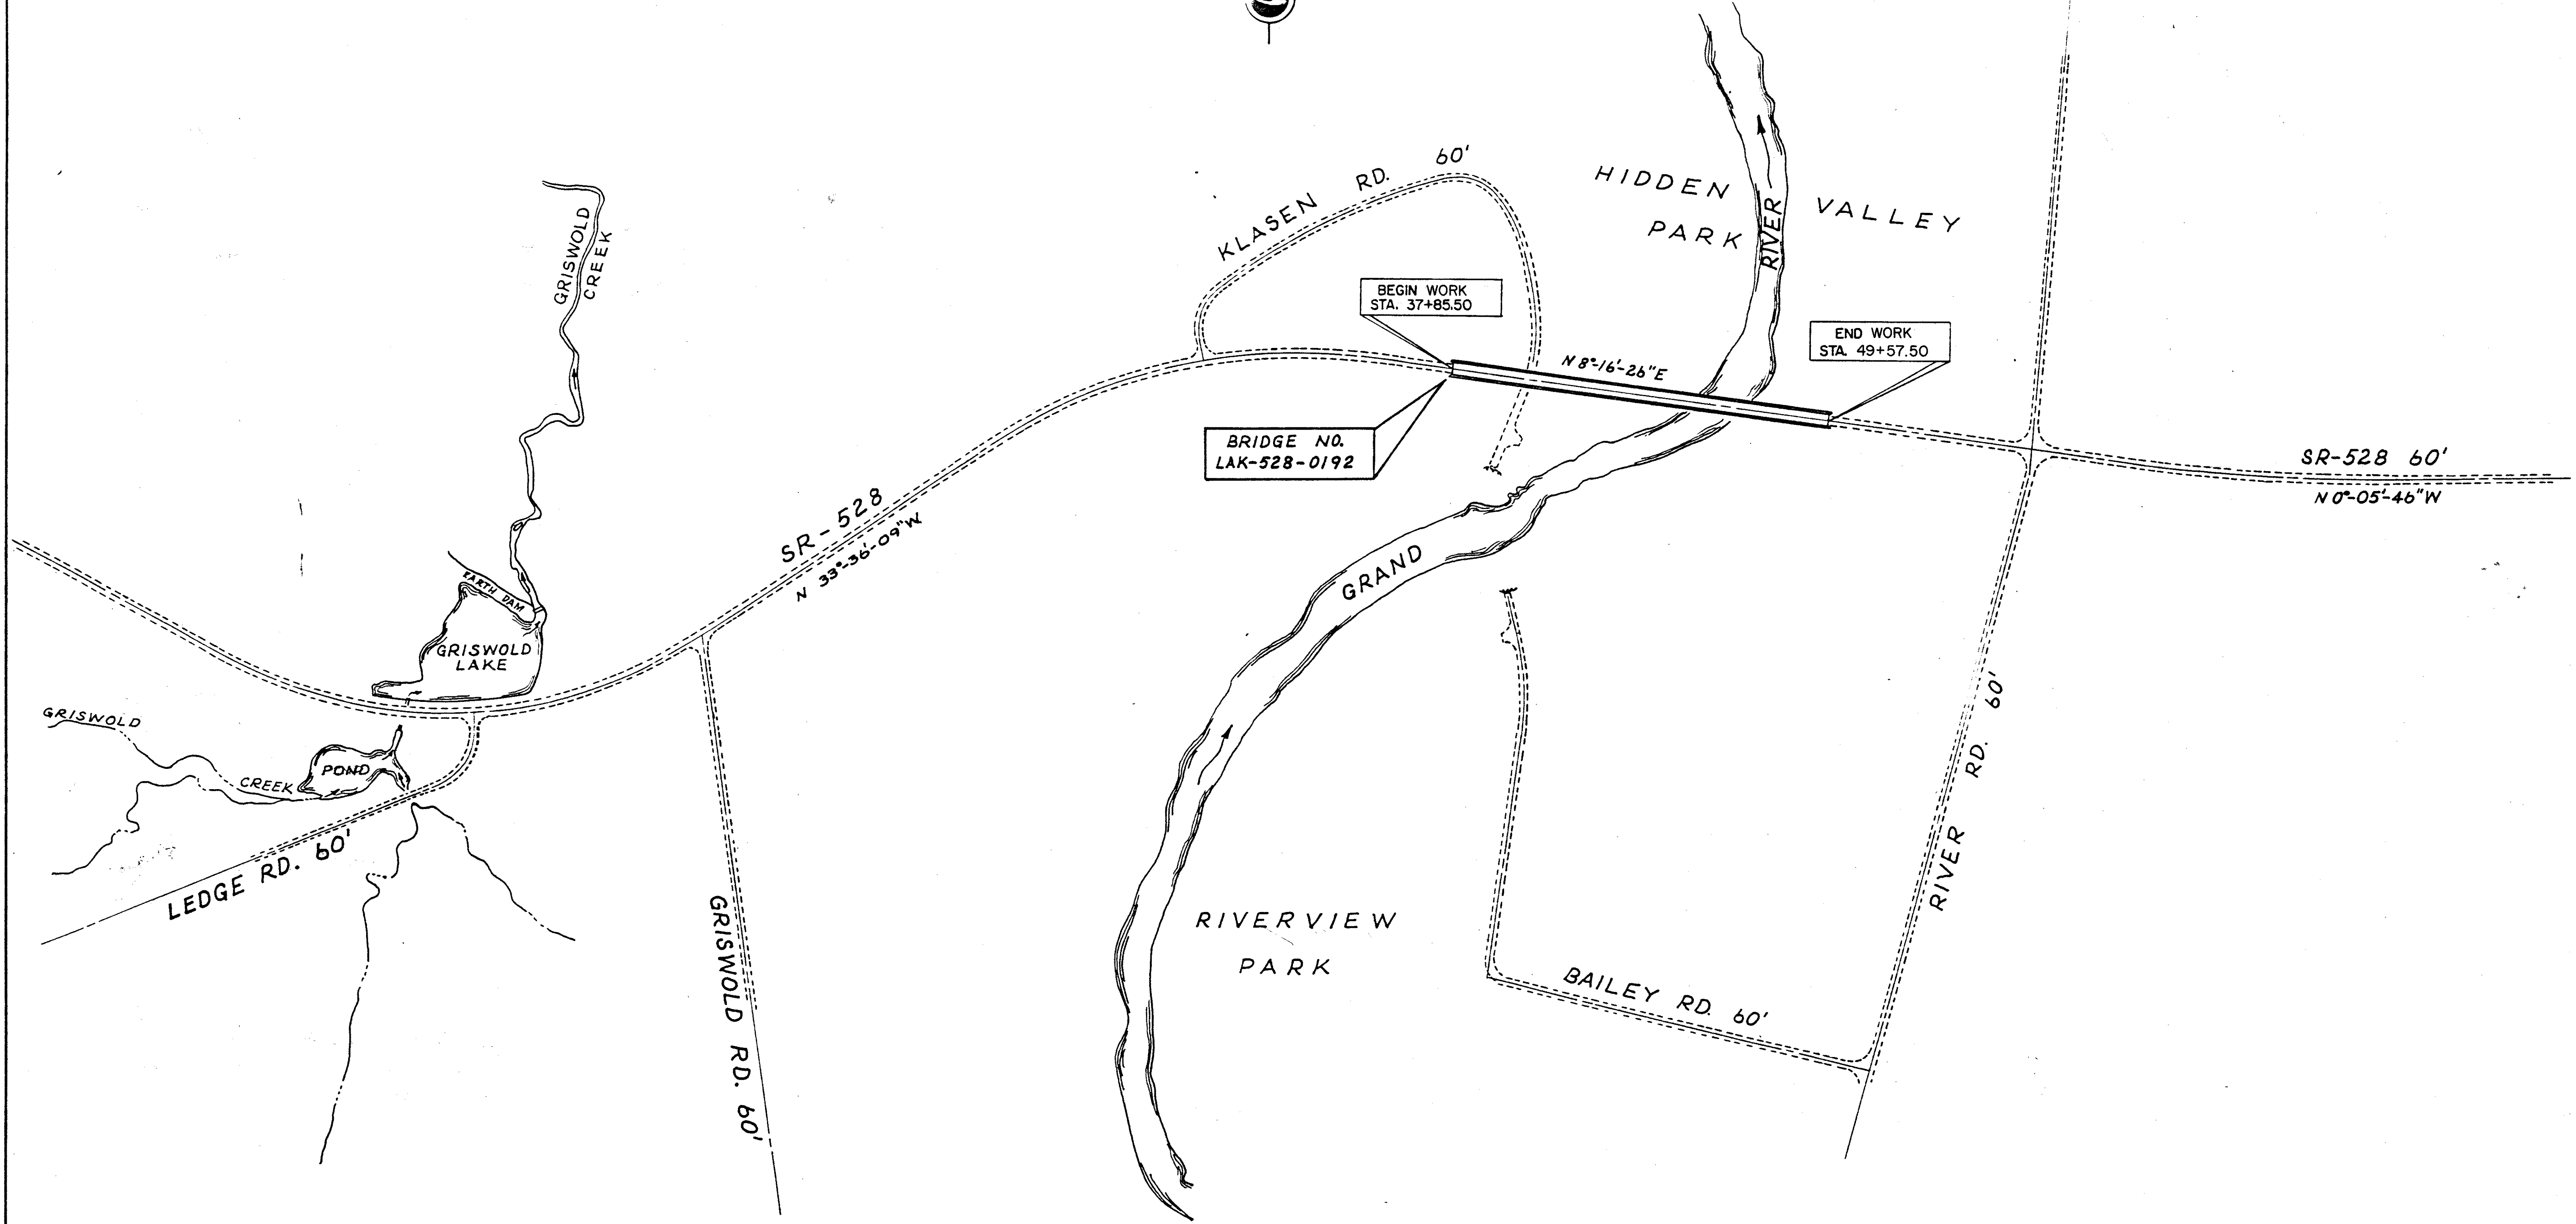 GRISWOLD
CREEK
KLASEN RD. 60'
HIDDEN VALLEY
PARK
RIVER
BEGIN WORK
STA. 37+85.50
N 8°-16'-26"E
END WORK
STA. 49+57.50
BRIDGE NO.
LAK-528-0192
SR-528 60'
N 0°-05'-46"W
SR-528
N 33°-36'-09"W
EARTH DAM
GRISWOLD
LAKE
GRAND
GRISWOLD
CREEK
POND
LEDGE RD. 60'
GRISWOLD RD. 60'
RIVERVIEW
PARK
BAILEY RD. 60'
RIVER RD. 60'